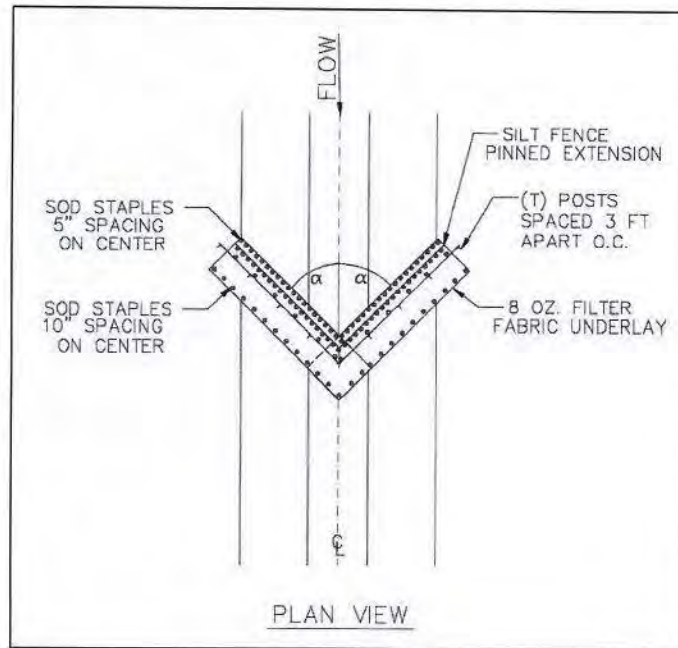 FLOW
SILT FENCE
PINNED EXTENSION
SOD STAPLES
5" SPACING
ON CENTER
(T) POSTS
SPACED 3 FT
APART O.C.
α α
SOD STAPLES
10" SPACING
ON CENTER
8 OZ. FILTER
FABRIC UNDERLAY
℄
PLAN VIEW